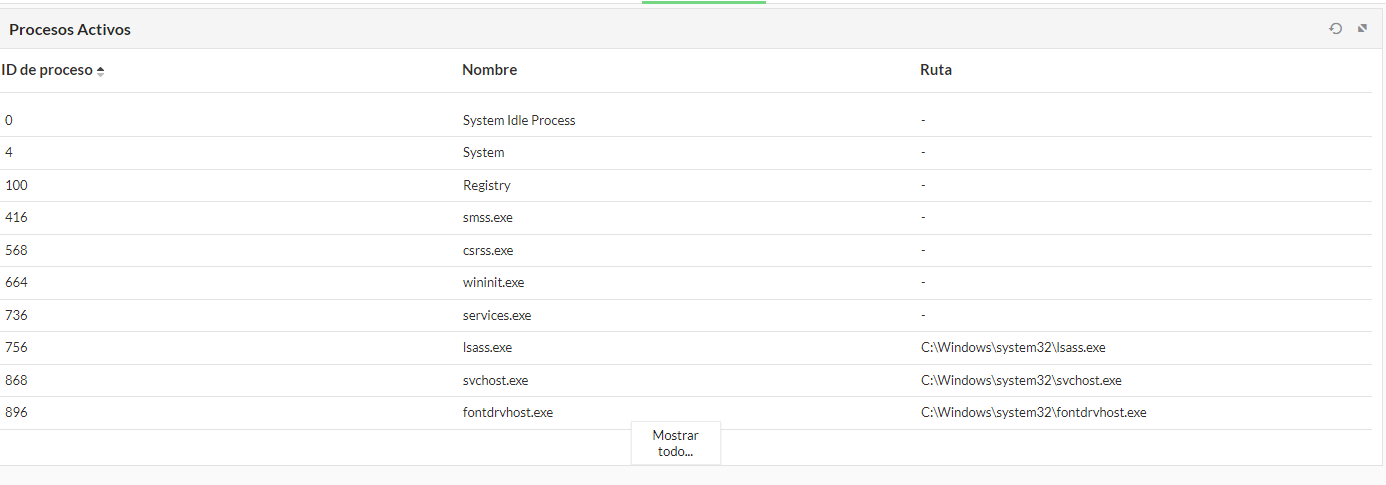 Procesos Activos
ID de proceso Nombre Ruta
0 System Idle Process -
4 System -
100 Registry -
416 smss.exe -
568 csrss.exe -
664 wininit.exe -
736 services.exe -
756 lsass.exe C:\Windows\system32\lsass.exe
868 svchost.exe C:\Windows\system32\svchost.exe
896 fontdrvhost.exe C:\Windows\system32\fontdrvhost.exe
Mostrar
todo...